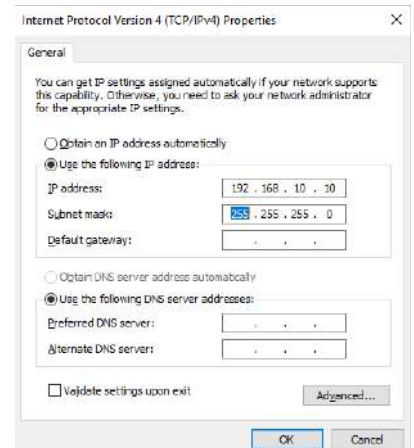 Internet Protocol Version 4 (TCP/IPv4) Properties
General
You can get IP settings assigned automatically if your network supports
this capability. Otherwise, you need to ask your network administrator
for the appropriate IP settings.
Obtain an IP address automatically
Use the following IP address:
IP address: 192 . 168 . 10 . 10
Subnet mask: 255 . 255 . 255 . 0
Default gateway: . . .
Obtain DNS server address automatically
Use the following DNS server addresses:
Preferred DNS server: . . .
Alternate DNS server: . . .
Validate settings upon exit
Advanced...
OK Cancel